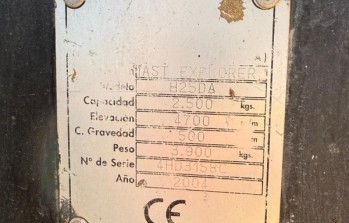 MAST EXPLORER
Modelo H25DA
Capacidad 2.500 kgs.
Elevación 4700 m
C. Gravedad 500 m
Peso 3.900 kgs.
Nº de Serie
Año 2004
CE